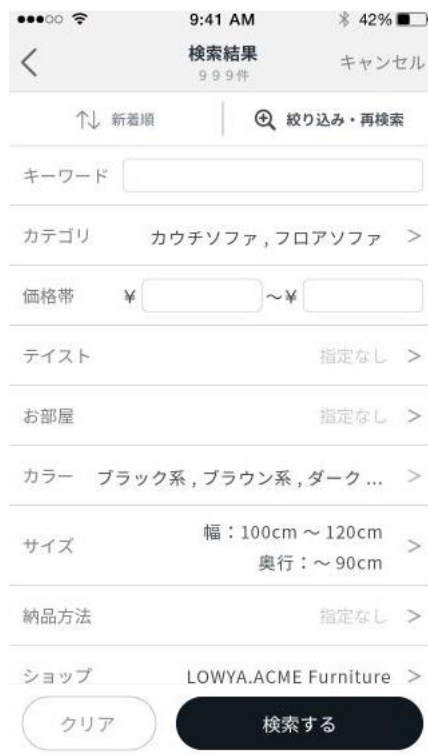 9:41 AM 42%
検索結果 キャンセル
999件
新着順 絞り込み・再検索
キーワード
カテゴリ カウチソファ , フロアソファ >
価格帯 ¥ ～¥
テイスト 指定なし >
お部屋 指定なし >
カラー ブラック系 , ブラウン系 , ダーク ... >
幅：100cm ～ 120cm
サイズ >
奥行：～ 90cm
納品方法 指定なし >
ショップ LOWYA.ACME Furniture >
クリア 検索する